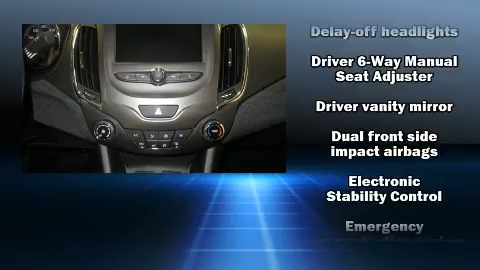 Delay-off headlights
Driver 6-Way Manual
Seat Adjuster
Driver vanity mirror
Dual front side
impact airbags
Electronic
Stability Control
Emergency